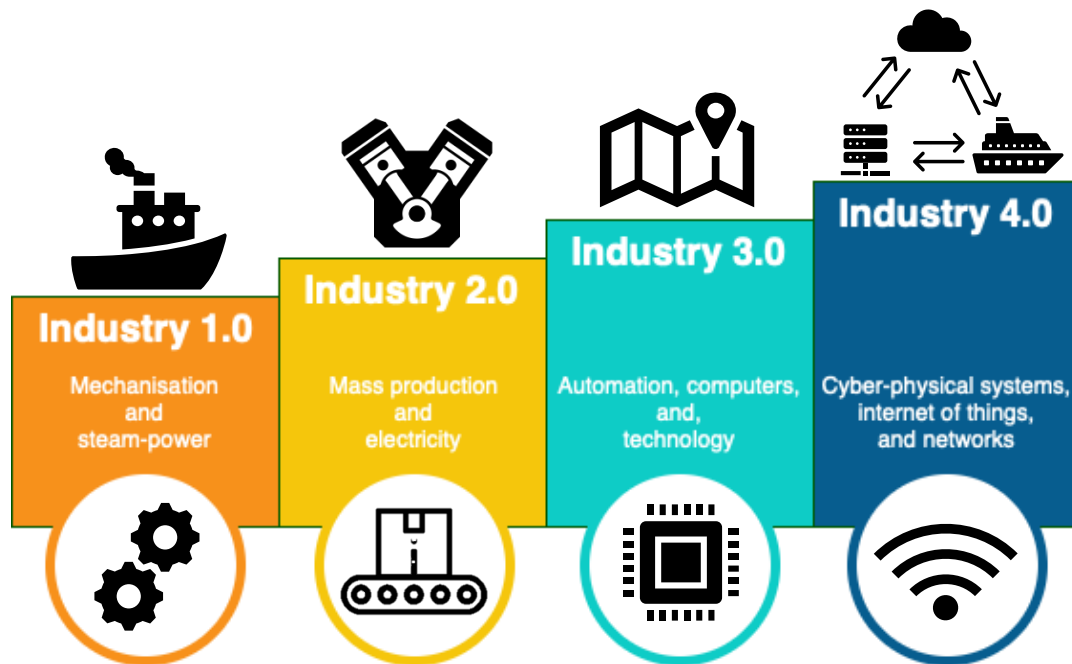 Industry 1.0
Mechanisation
and
steam-power
Industry 2.0
Mass production
and
electricity
Industry 3.0
Automation, computers,
and,
technology
Industry 4.0
Cyber-physical systems,
internet of things,
and networks